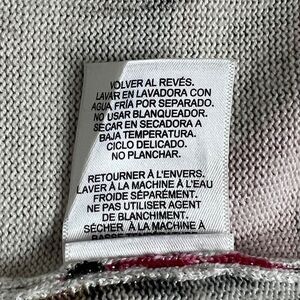 VOLVER AL REVÉS.
LAVAR EN LAVADORA CON
AGUA FRÍA POR SEPARADO.
NO USAR BLANQUEADOR.
SECAR EN SECADORA A
BAJA TEMPERATURA.
CICLO DELICADO.
NO PLANCHAR.
RETOURNER À L'ENVERS.
LAVER À LA MACHINE À L'EAU
FROIDE SÉPARÉMENT.
NE PAS UTILISER AGENT
DE BLANCHIMENT.
SÉCHER À LA MACHINE À
BASSE